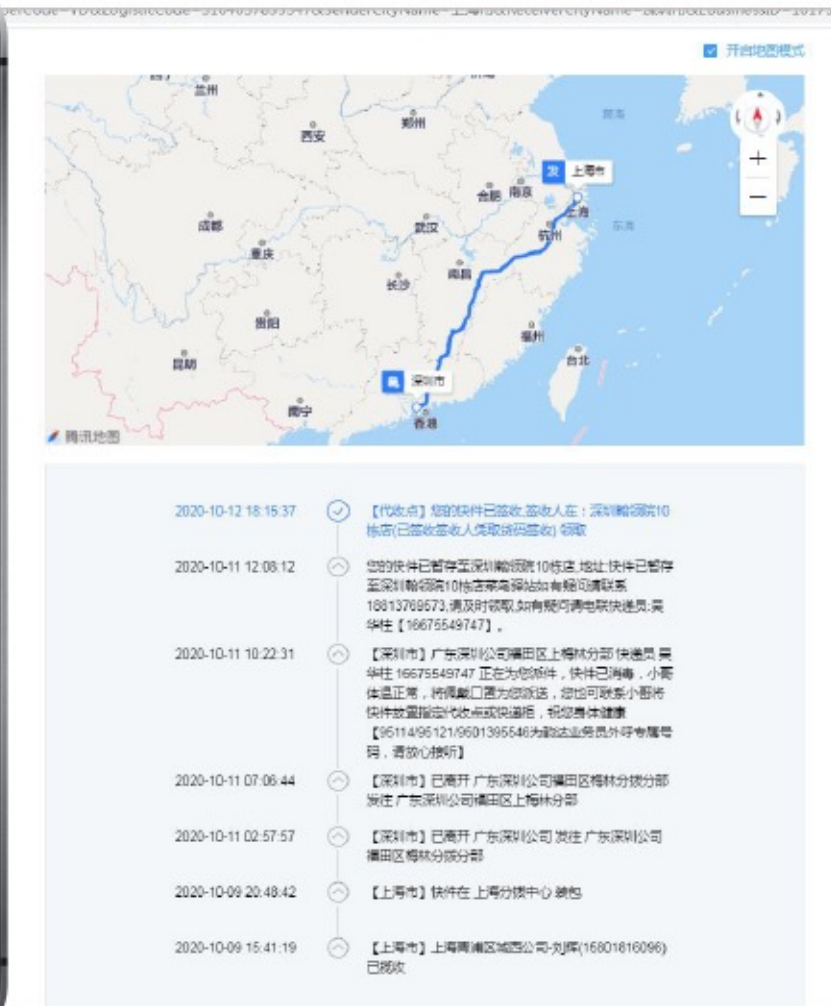 开启地图模式
兰州
西安
郑州
黄海
发 上海市
合肥 南京
上海
成都
武汉
杭州
东海
重庆
长沙
南昌
贵阳
福州
昆明
台北
深圳市
南宁
香港
腾讯地图
2020-10-12 18:15:37 【代收点】您的快件已签收,签收人在：深圳翰领院10
栋店(已签收签收人凭取货码签收) 领取
2020-10-11 12:08:12 您的快件已暂存至深圳翰领院10栋店,地址:快件已暂存
至深圳翰领院10栋店菜鸟驿站如有疑问请联系
18813769573,请及时领取,如有疑问请电联快递员:吴
华柱【16675549747】。
2020-10-11 10:22:31 【深圳市】广东深圳公司福田区上梅林分部 快递员 吴
华柱 16675549747 正在为您派件，快件已消毒，小哥
体温正常，将佩戴口罩为您派送，您也可联系小哥将
快件放置指定代收点或快递柜，祝您身体健康
【95114/95121/9501395546为韵达业务员外呼专属号
码，请放心接听】
2020-10-11 07:06:44 【深圳市】已离开 广东深圳公司福田区梅林分拨分部
发往 广东深圳公司福田区上梅林分部
2020-10-11 02:57:57 【深圳市】已离开 广东深圳公司 发往 广东深圳公司
福田区梅林分拨分部
2020-10-09 20:48:42 【上海市】快件在 上海分拨中心 装包
2020-10-09 15:41:19 【上海市】上海青浦区城西公司-刘辉(15801816096)
已揽收